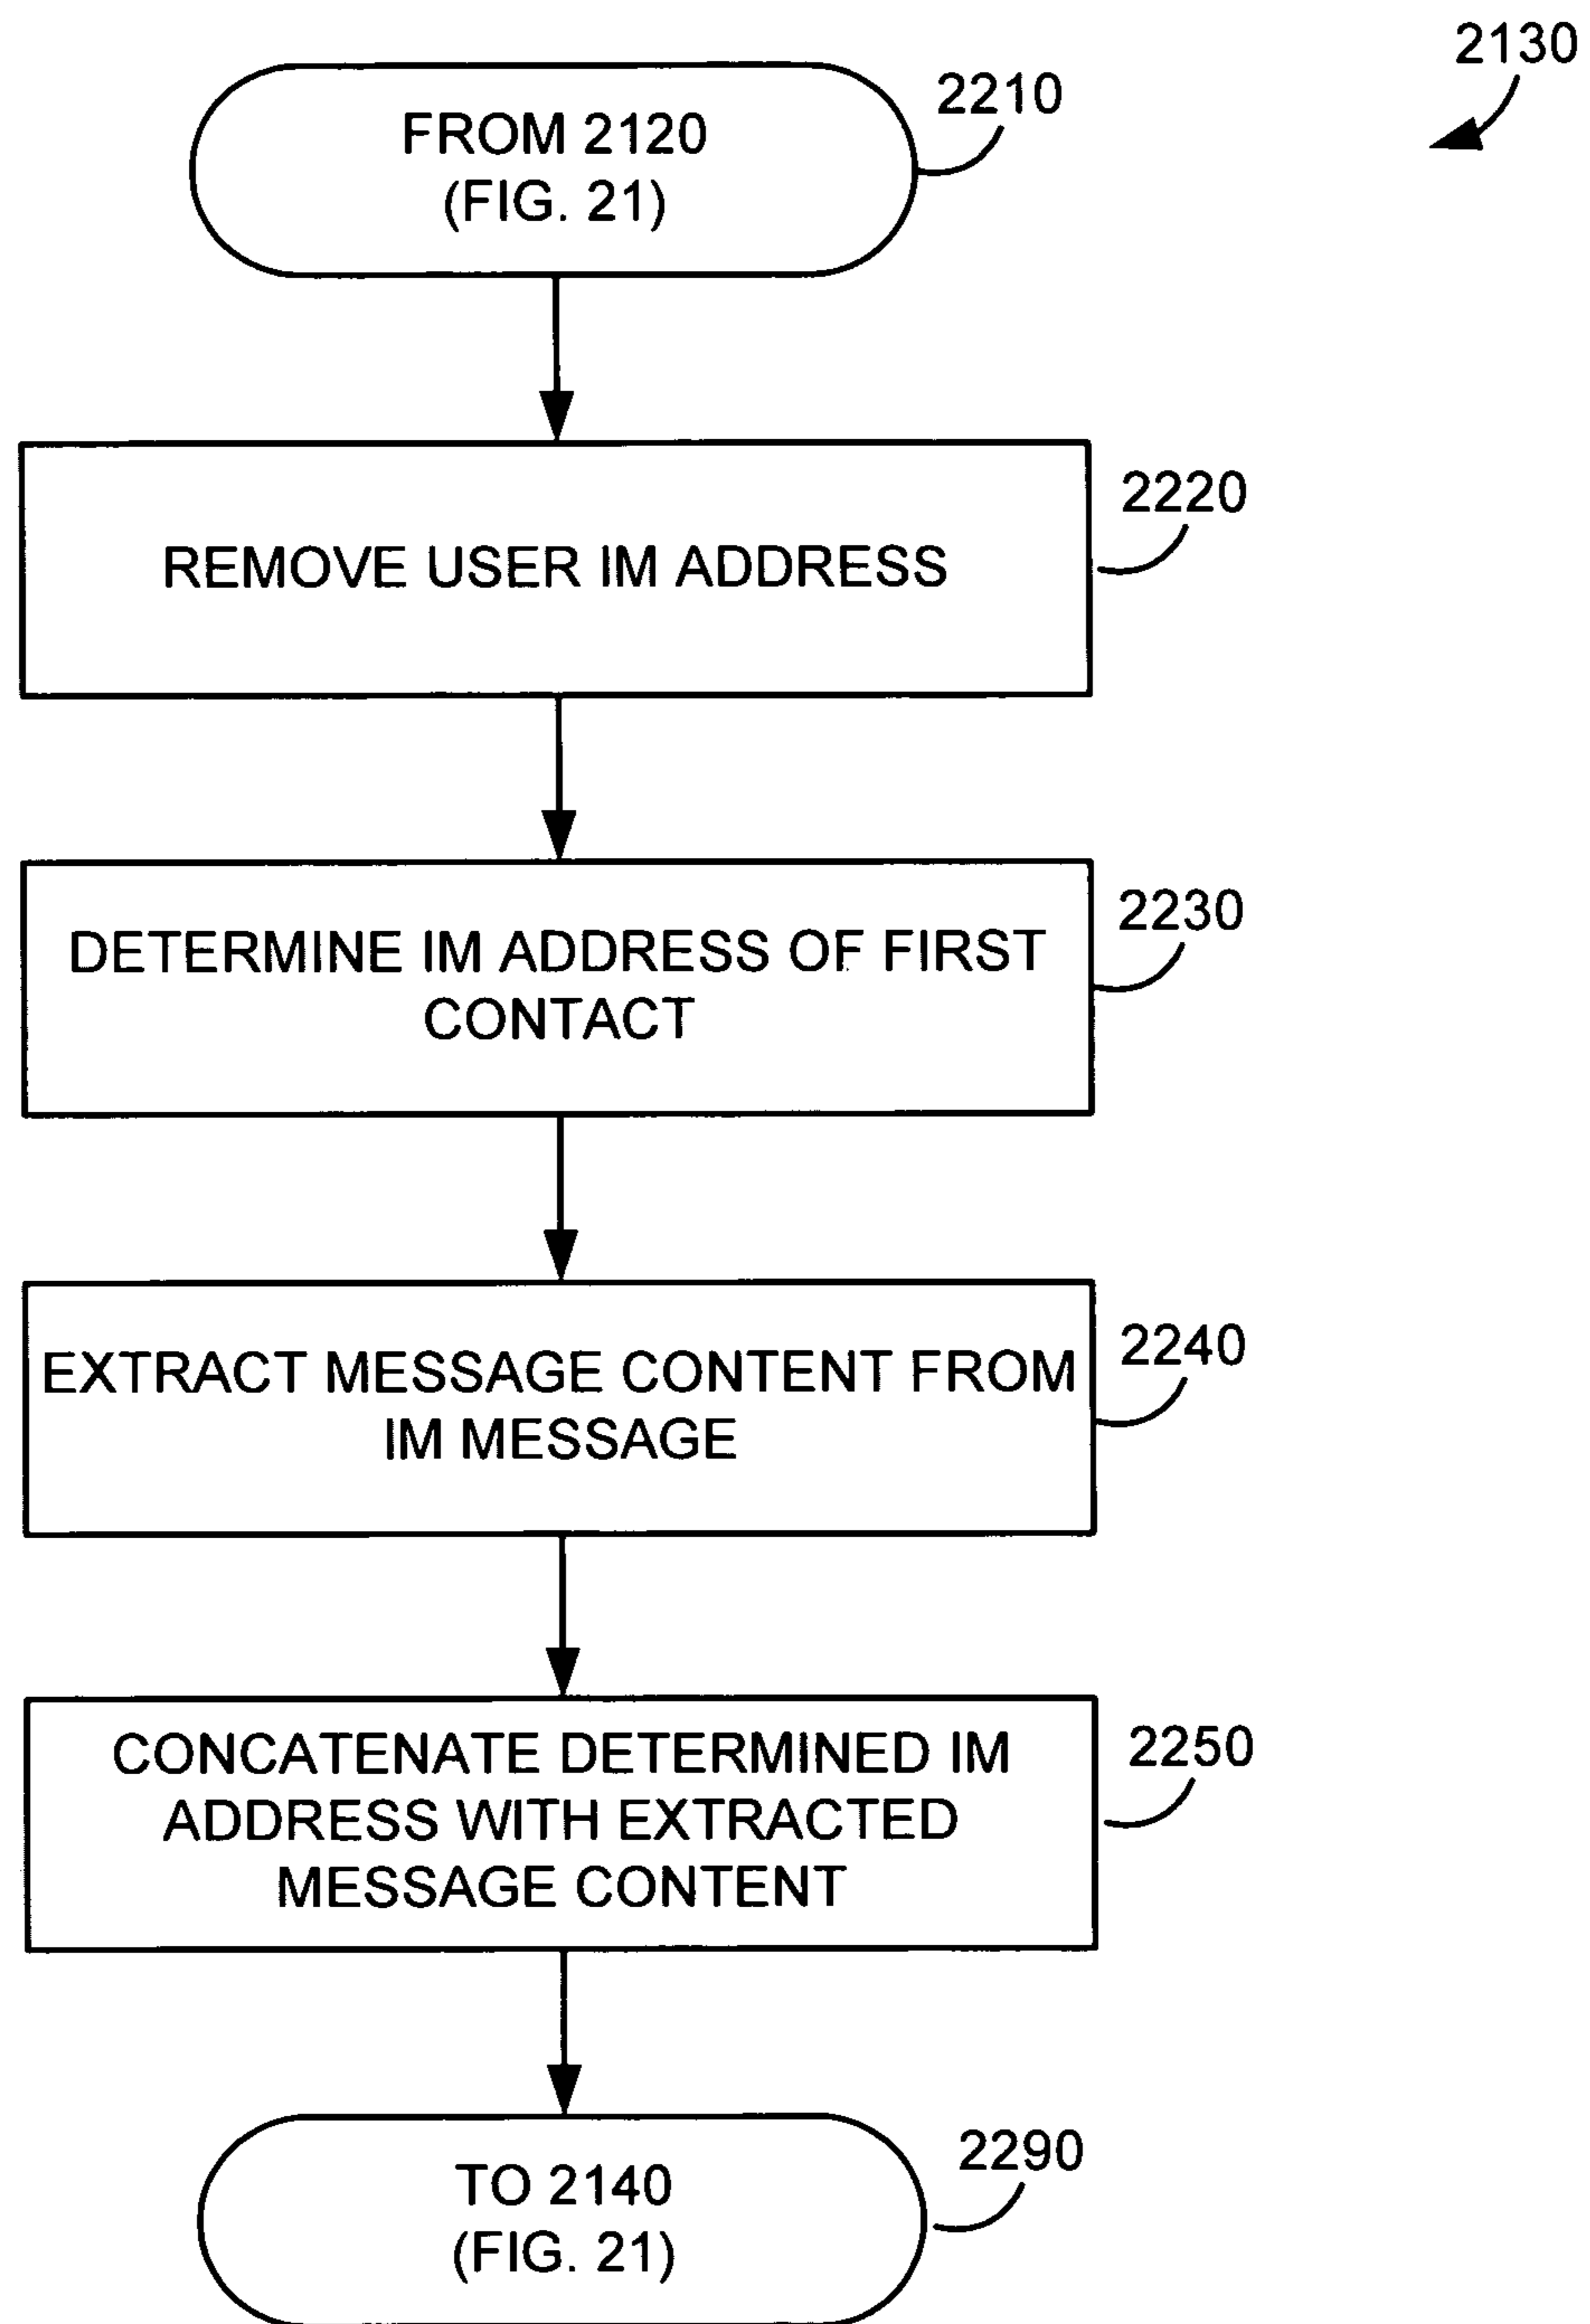 2130
2210
FROM 2120
(FIG. 21)
2220
REMOVE USER IM ADDRESS
2230
DETERMINE IM ADDRESS OF FIRST
CONTACT
2240
EXTRACT MESSAGE CONTENT FROM
IM MESSAGE
2250
CONCATENATE DETERMINED IM
ADDRESS WITH EXTRACTED
MESSAGE CONTENT
2290
TO 2140
(FIG. 21)